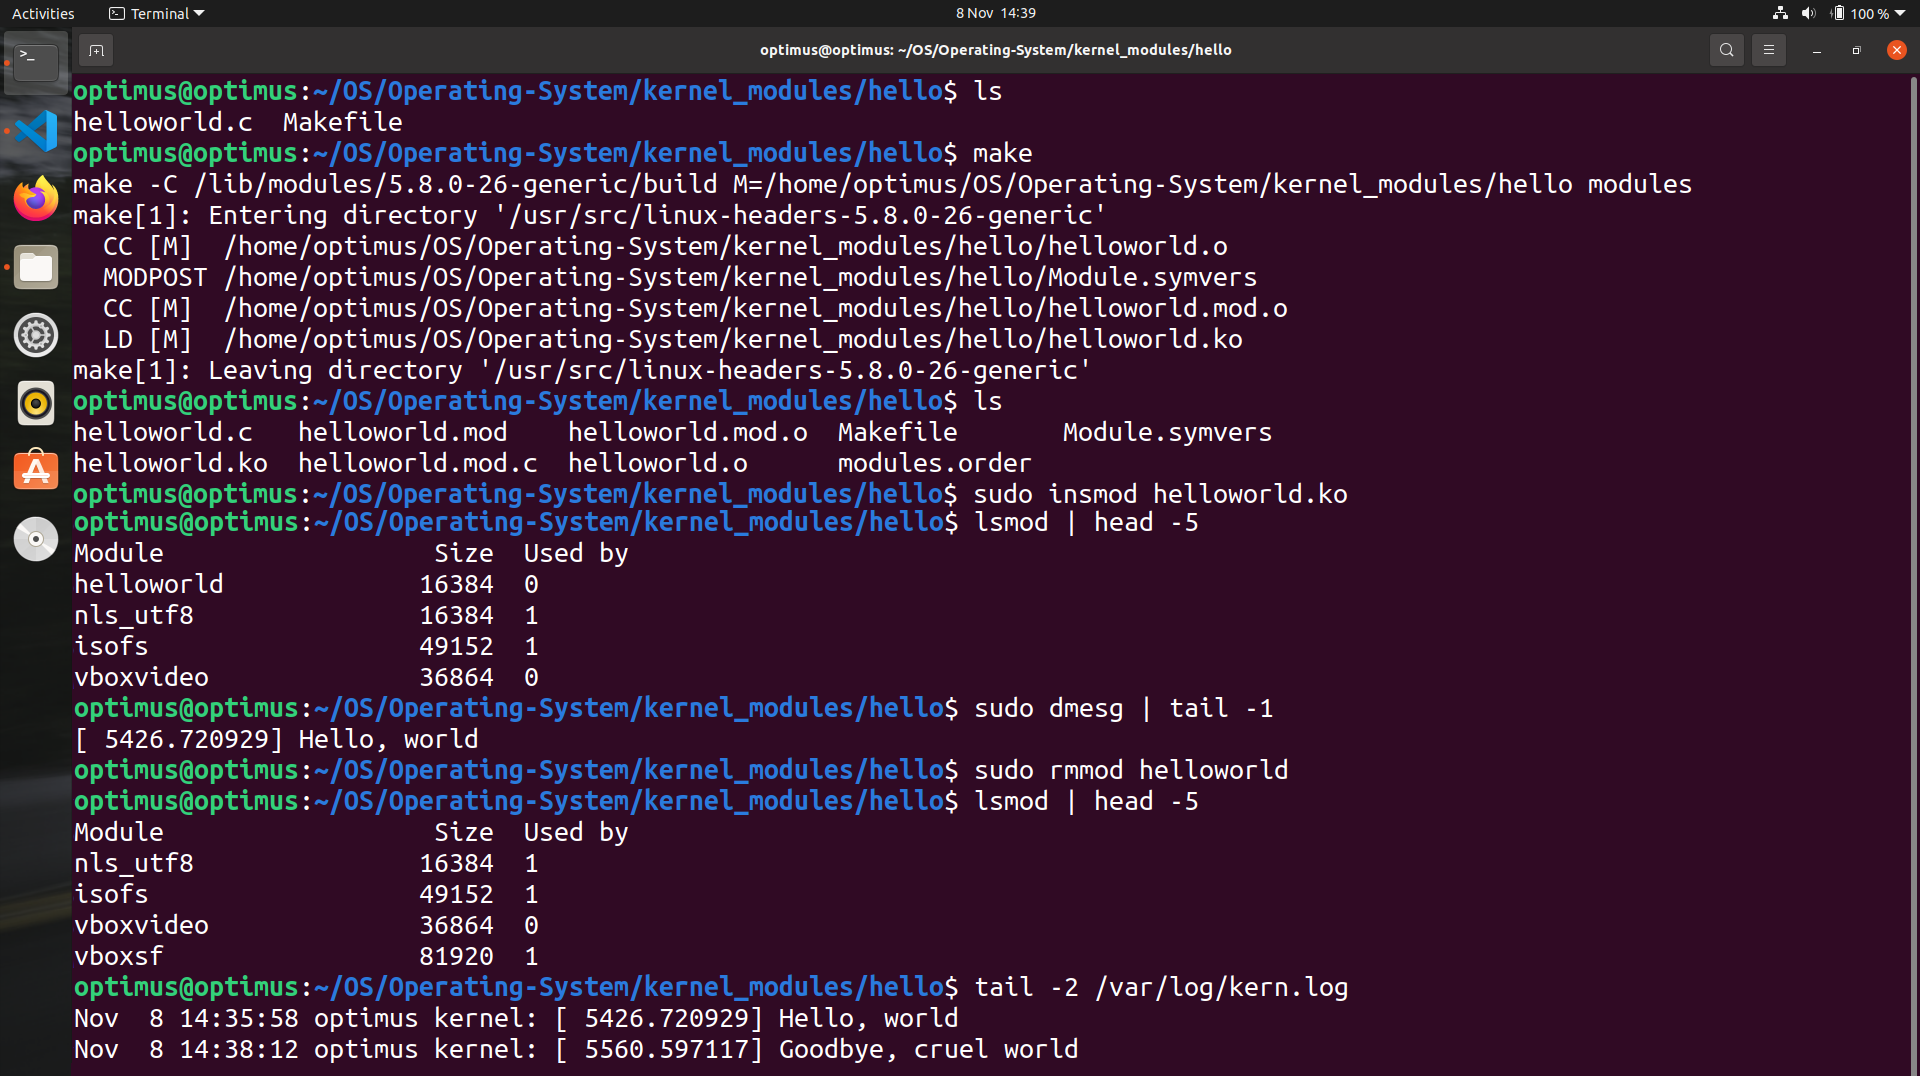 Activities Terminal 8 Nov 14:39 100 %
optimus@optimus: ~/OS/Operating-System/kernel_modules/hello
optimus@optimus:~/OS/Operating-System/kernel_modules/hello$ ls
helloworld.c  Makefile
optimus@optimus:~/OS/Operating-System/kernel_modules/hello$ make
make -C /lib/modules/5.8.0-26-generic/build M=/home/optimus/OS/Operating-System/kernel_modules/hello modules
make[1]: Entering directory '/usr/src/linux-headers-5.8.0-26-generic'
  CC [M]  /home/optimus/OS/Operating-System/kernel_modules/hello/helloworld.o
  MODPOST /home/optimus/OS/Operating-System/kernel_modules/hello/Module.symvers
  CC [M]  /home/optimus/OS/Operating-System/kernel_modules/hello/helloworld.mod.o
  LD [M]  /home/optimus/OS/Operating-System/kernel_modules/hello/helloworld.ko
make[1]: Leaving directory '/usr/src/linux-headers-5.8.0-26-generic'
optimus@optimus:~/OS/Operating-System/kernel_modules/hello$ ls
helloworld.c   helloworld.mod    helloworld.mod.o  Makefile       Module.symvers
helloworld.ko  helloworld.mod.c  helloworld.o      modules.order
optimus@optimus:~/OS/Operating-System/kernel_modules/hello$ sudo insmod helloworld.ko
optimus@optimus:~/OS/Operating-System/kernel_modules/hello$ lsmod | head -5
Module                  Size  Used by
helloworld             16384  0
nls_utf8               16384  1
isofs                  49152  1
vboxvideo              36864  0
optimus@optimus:~/OS/Operating-System/kernel_modules/hello$ sudo dmesg | tail -1
[ 5426.720929] Hello, world
optimus@optimus:~/OS/Operating-System/kernel_modules/hello$ sudo rmmod helloworld
optimus@optimus:~/OS/Operating-System/kernel_modules/hello$ lsmod | head -5
Module                  Size  Used by
nls_utf8               16384  1
isofs                  49152  1
vboxvideo              36864  0
vboxsf                 81920  1
optimus@optimus:~/OS/Operating-System/kernel_modules/hello$ tail -2 /var/log/kern.log
Nov  8 14:35:58 optimus kernel: [ 5426.720929] Hello, world
Nov  8 14:38:12 optimus kernel: [ 5560.597117] Goodbye, cruel world